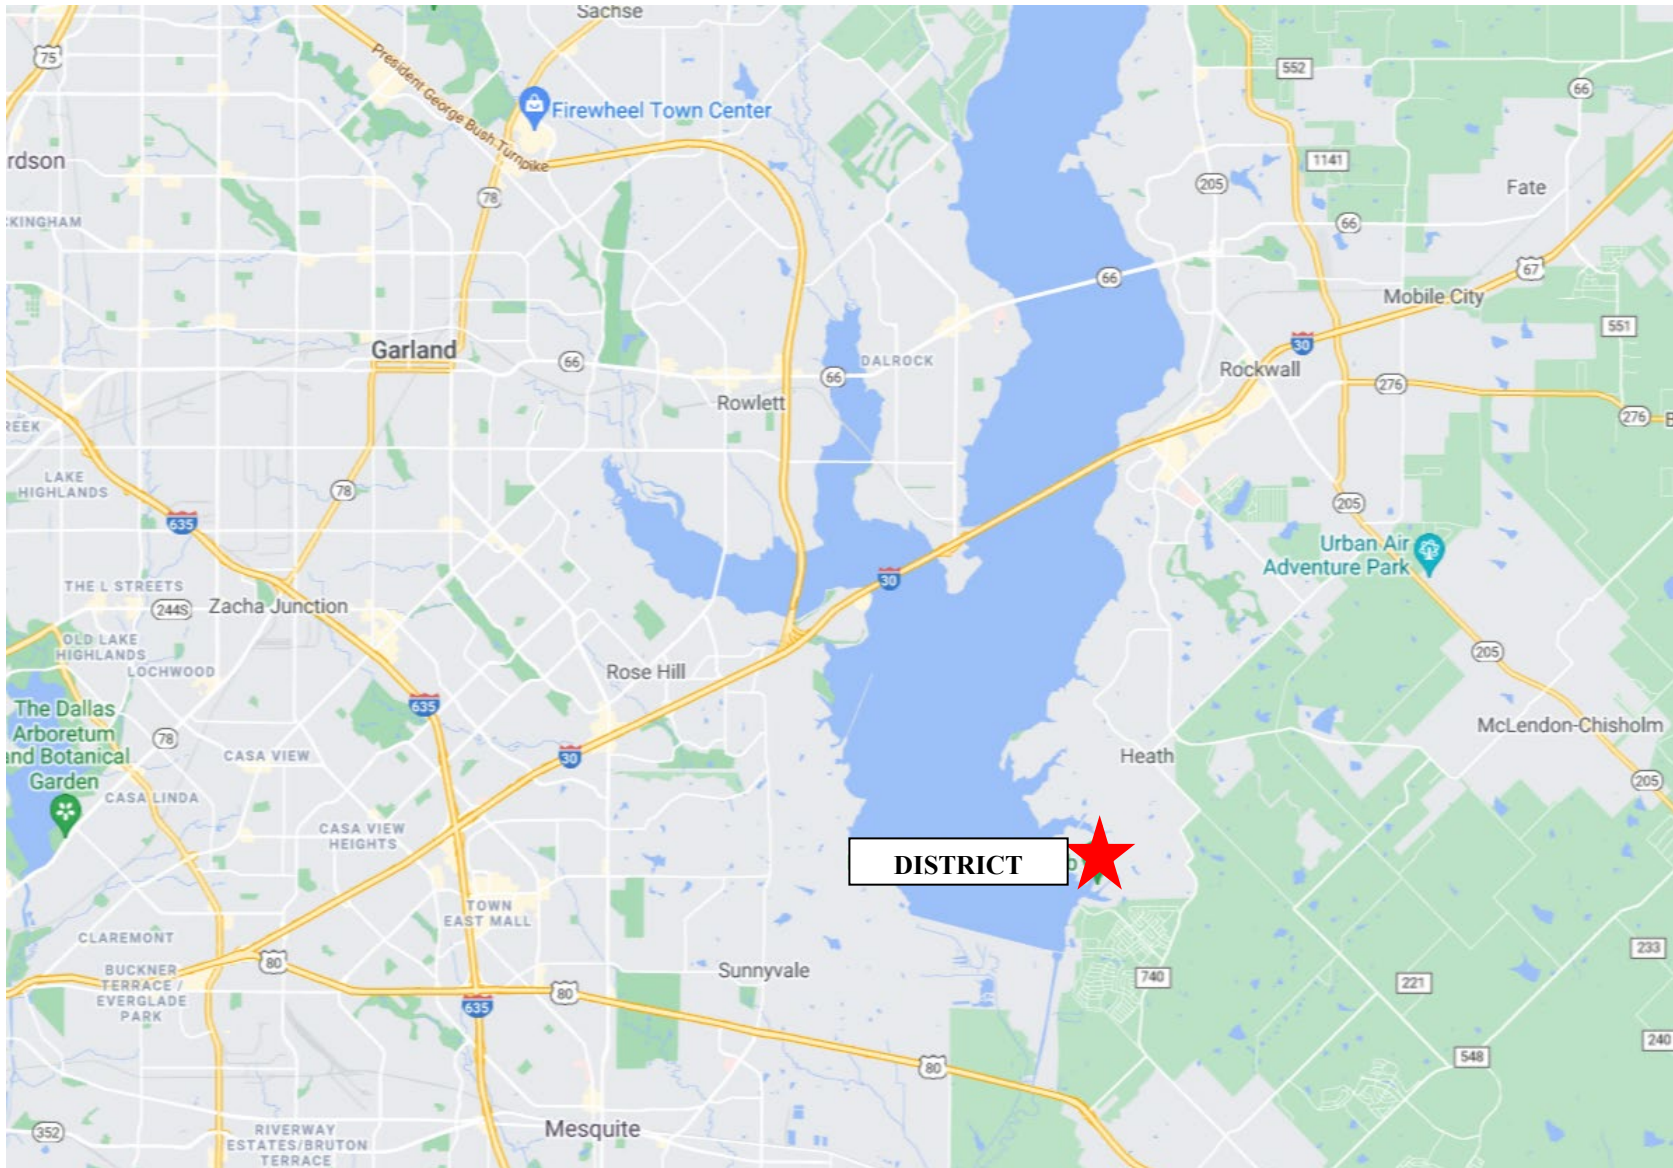 Sachse
75
552
66
President George Bush Turnpike
Firewheel Town Center
rdson
1141
78
205
Fate
CKINGHAM
66
67
66
Mobile City
551
30
Garland
66
DALROCK
Rockwall
66
276
Rowlett
276
REEK
LAKE
HIGHLANDS
78
205
635
Urban Air
Adventure Park
30
THE L STREETS
244S
Zacha Junction
OLD LAKE
HIGHLANDS
LOCHWOOD
205
Rose Hill
635
The Dallas
Arboretum
and Botanical
Garden
78
CASA VIEW
30
Heath
McLendon-Chisholm
205
CASA LINDA
CASA VIEW
HEIGHTS
DISTRICT
TOWN
EAST MALL
CLAREMONT
80
233
BUCKNER
TERRACE /
EVERGLADE
PARK
Sunnyvale
740
221
635
80
240
548
80
352
RIVERWAY
ESTATES/BRUTON
TERRACE
Mesquite